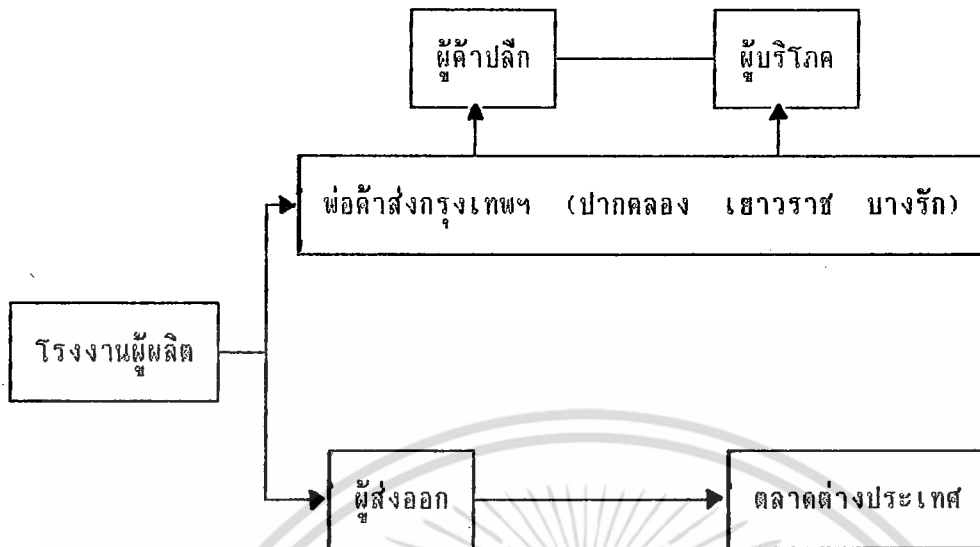 ผู้ค้าปลีก
ผู้บริโภค
พ่อค้าส่งกรุงเทพฯ (ปากคลอง เยาวราช บางรัก)
โรงงานผู้ผลิต
ผู้ส่งออก
ตลาดต่างประเทศ